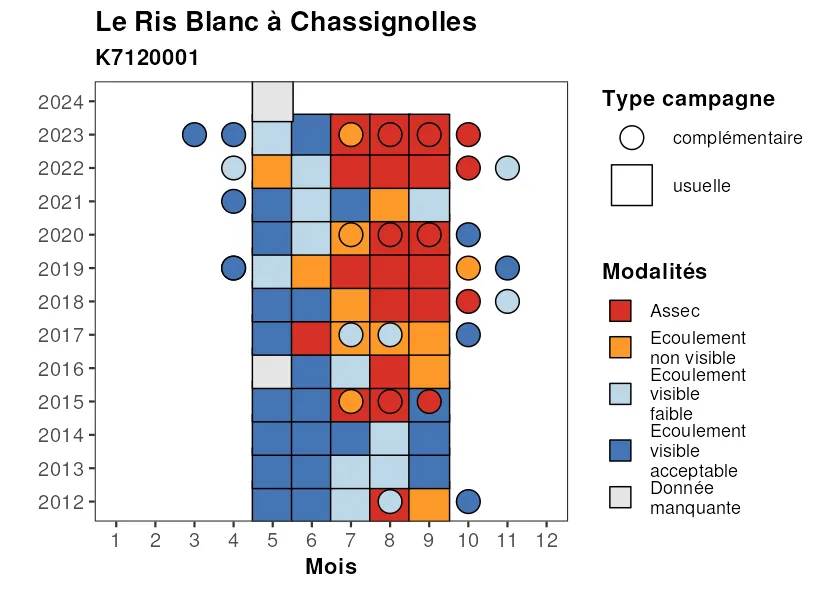 Le Ris Blanc à Chassignolles
K7120001
2024
2023
2022
2021
2020
2019
2018
2017
2016
2015
2014
2013
2012
1 2 3 4 5 6 7 8 9 10 11 12
Mois
Type campagne
complémentaire
usuelle
Modalités
Assec
Ecoulement
non visible
Ecoulement
visible
faible
Ecoulement
visible
acceptable
Donnée
manquante